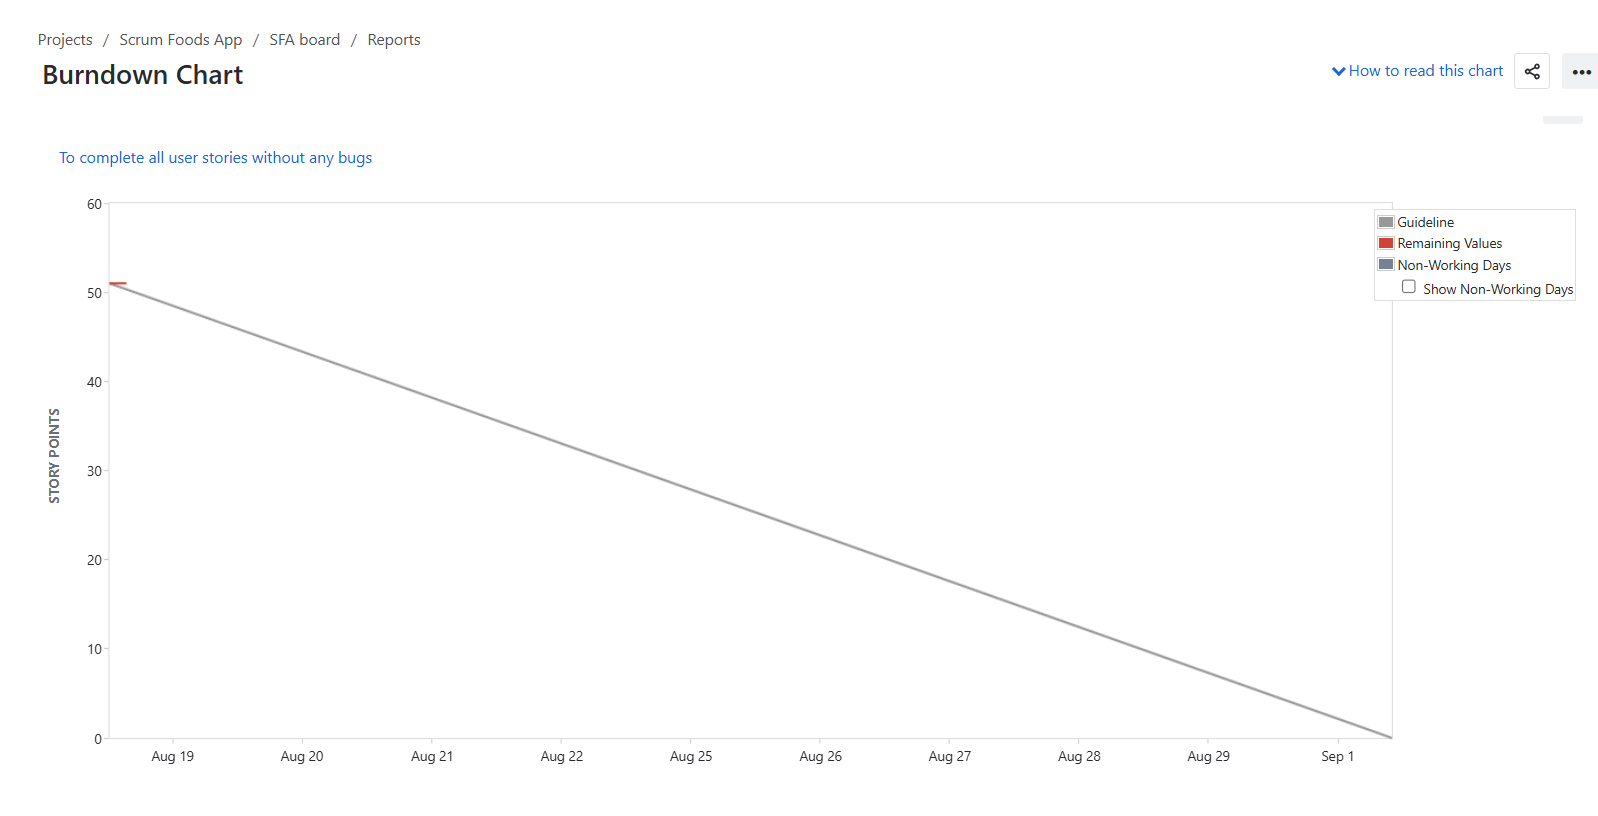 Projects / Scrum Foods App / SFA board / Reports
Burndown Chart
How to read this chart
To complete all user stories without any bugs
60
50
40
30
20
10
0
STORY POINTS
Guideline
Remaining Values
Non-Working Days
Show Non-Working Days
Aug 19 Aug 20 Aug 21 Aug 22 Aug 25 Aug 26 Aug 27 Aug 28 Aug 29 Sep 1